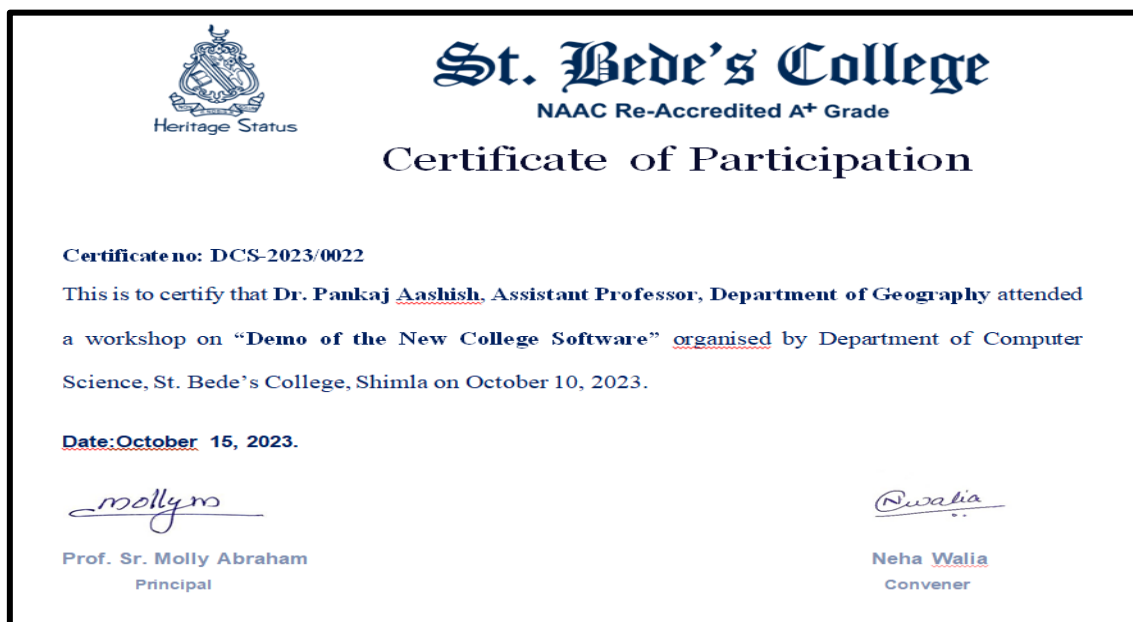 St. Bede's College
NAAC Re-Accredited A+ Grade
Heritage Status
Certificate of Participation
Certificate no: DCS-2023/0022
This is to certify that Dr. Pankaj Aashish, Assistant Professor, Department of Geography attended
a workshop on “Demo of the New College Software” organised by Department of Computer
Science, St. Bede’s College, Shimla on October 10, 2023.
Date:October 15, 2023.
mollym
Nwalia
Prof. Sr. Molly Abraham
Neha Walia
Principal
Convener